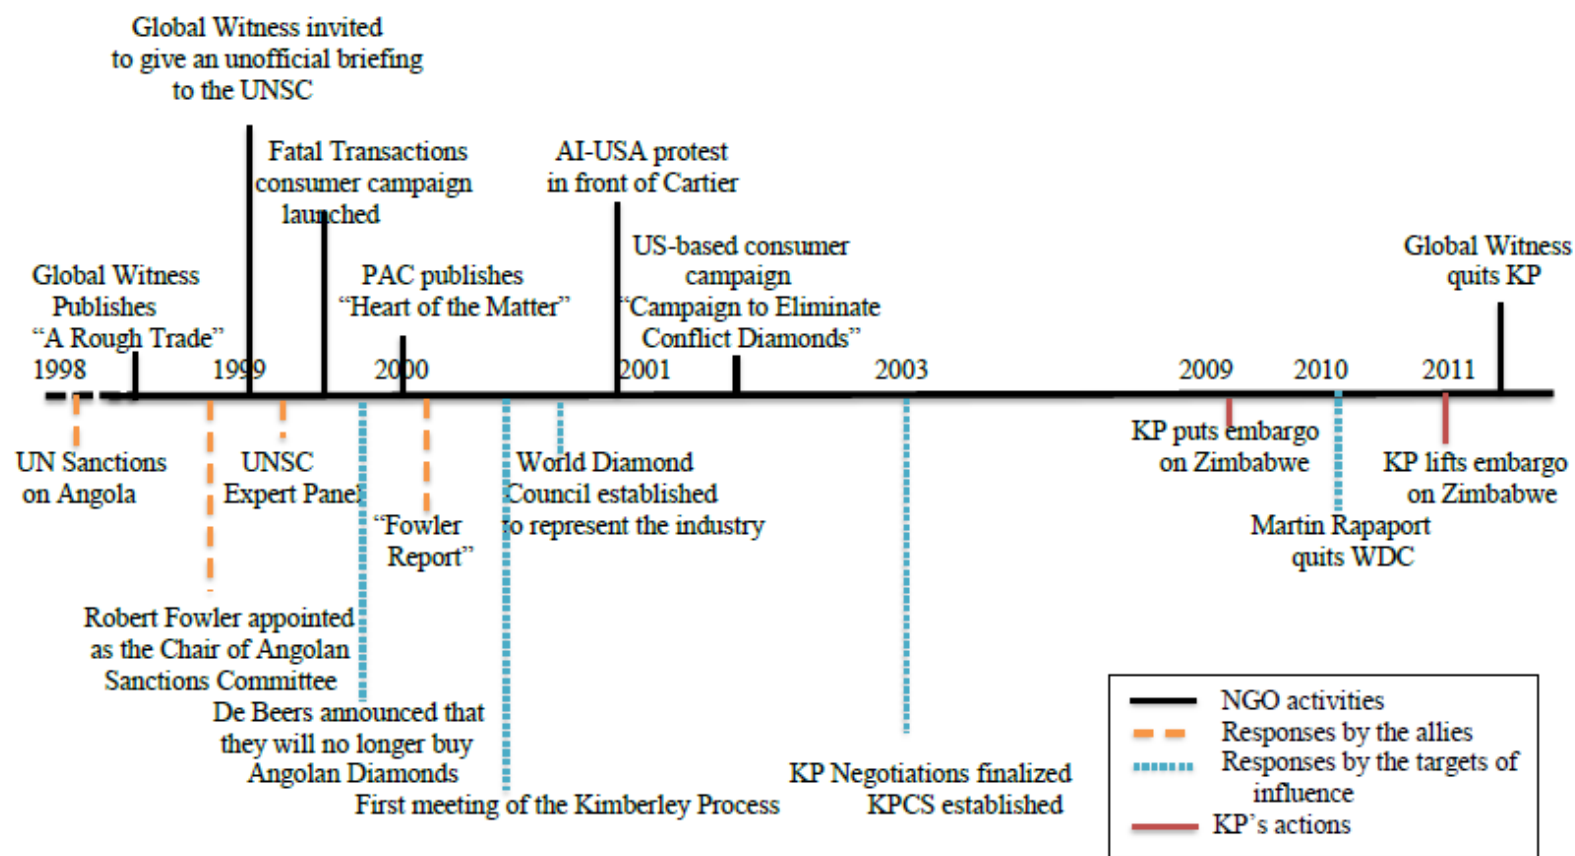 Global Witness invited
to give an unofficial briefing
to the UNSC
Fatal Transactions
consumer campaign
launched
AI-USA protest
in front of Cartier
US-based consumer
campaign
“Campaign to Eliminate
Conflict Diamonds”
Global Witness
quits KP
Global Witness
Publishes
“A Rough Trade”
PAC publishes
“Heart of the Matter”
1998 1999 2000 2001 2003 2009 2010 2011
UN Sanctions
on Angola
UNSC
Expert Panel
“Fowler
Report”
World Diamond
Council established
to represent the industry
KP puts embargo
on Zimbabwe
KP lifts embargo
on Zimbabwe
Martin Rapaport
quits WDC
Robert Fowler appointed
as the Chair of Angolan
Sanctions Committee
De Beers announced that
they will no longer buy
Angolan Diamonds
First meeting of the Kimberley Process
KP Negotiations finalized
KPCS established
NGO activities
Responses by the allies
Responses by the targets of
influence
KP’s actions